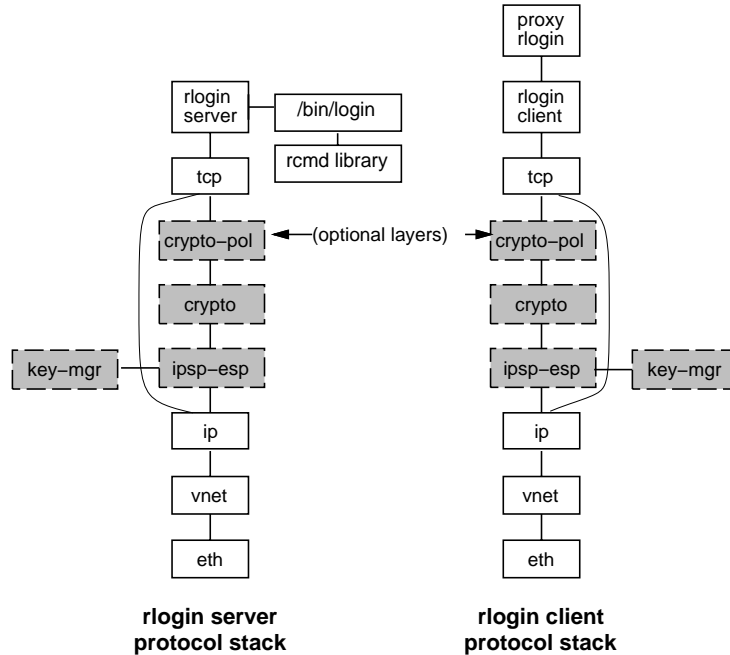 proxy
rlogin
rlogin
server
/bin/login
rlogin
client
rcmd library
tcp
tcp
crypto−pol
(optional layers)
crypto−pol
crypto
crypto
key−mgr
ipsp−esp
ipsp−esp
key−mgr
ip
ip
vnet
vnet
eth
eth
rlogin server
protocol stack
rlogin client
protocol stack